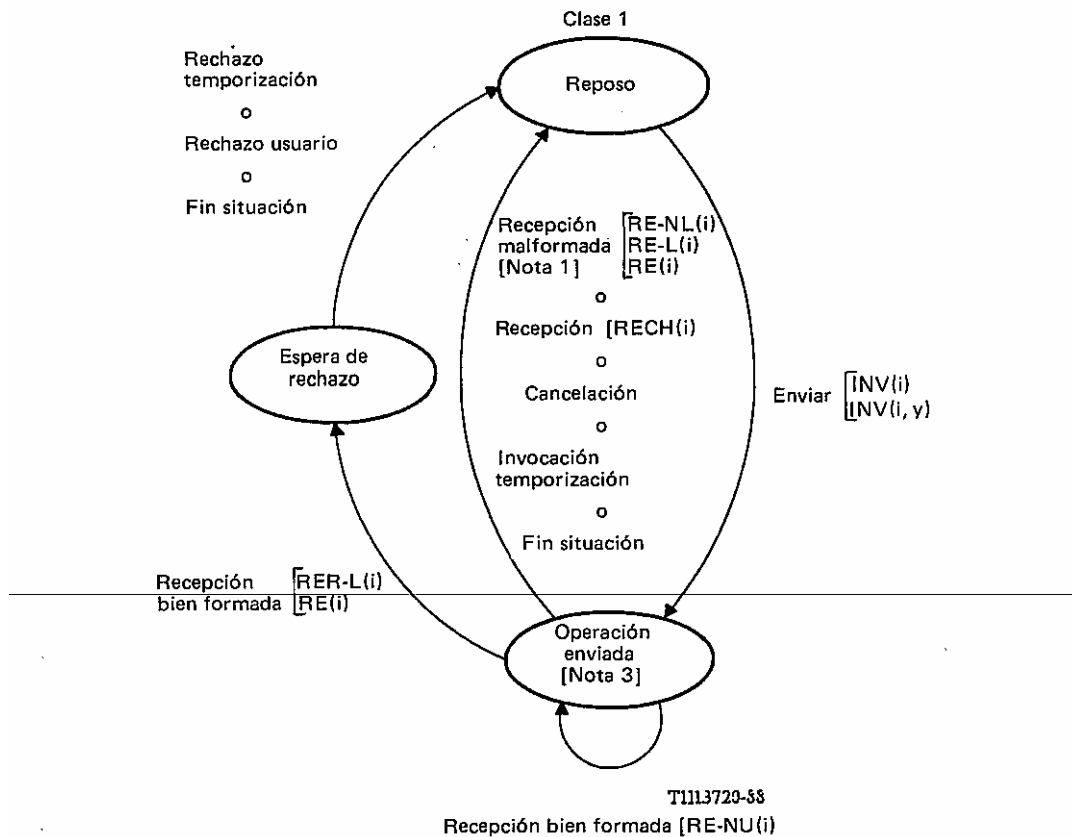 Clase 1
Reposo
Rechazo
temporización
o
Rechazo usuario
o
Fin situación
Recepción [RE-NL(i)
malformada RE-L(i)
[Nota 1] [RE(i)
o
Recepción [RECH(i)
o
Cancelación
o
Invocación
temporización
o
Fin situación
Espera de
rechazo
Enviar [INV(i)
[INV(i, y)
Recepción [RER-L(i)
bien formada [RE(i)
Operación
enviada
[Nota 3]
T1113720-88
Recepción bien formada [RE-NU(i)